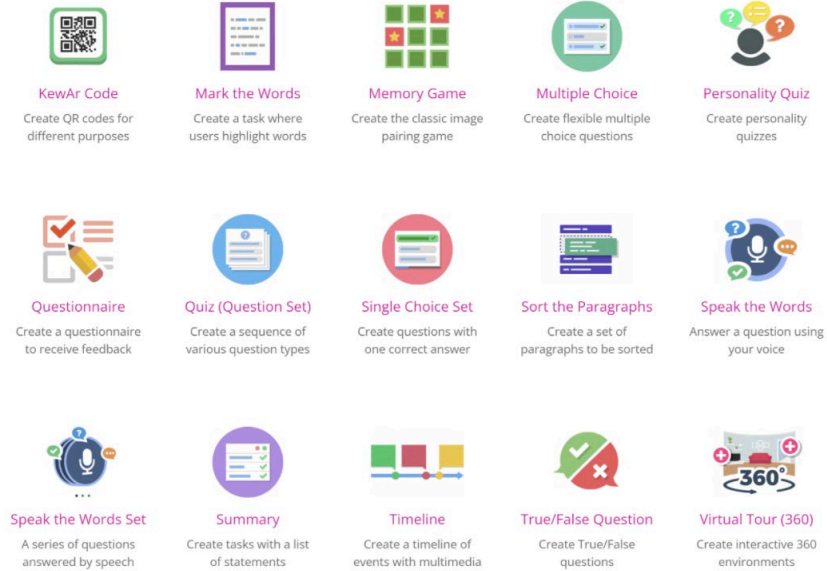 KewAr Code
Create QR codes for
different purposes
Mark the Words
Create a task where
users highlight words
Memory Game
Create the classic image
pairing game
Multiple Choice
Create flexible multiple
choice questions
Personality Quiz
Create personality
quizzes
Questionnaire
Create a questionnaire
to receive feedback
Quiz (Question Set)
Create a sequence of
various question types
Single Choice Set
Create questions with
one correct answer
Sort the Paragraphs
Create a set of
paragraphs to be sorted
Speak the Words
Answer a question using
your voice
360°
Speak the Words Set
A series of questions
answered by speech
Summary
Create tasks with a list
of statements
Timeline
Create a timeline of
events with multimedia
True/False Question
Create True/False
questions
Virtual Tour (360)
Create interactive 360
environments